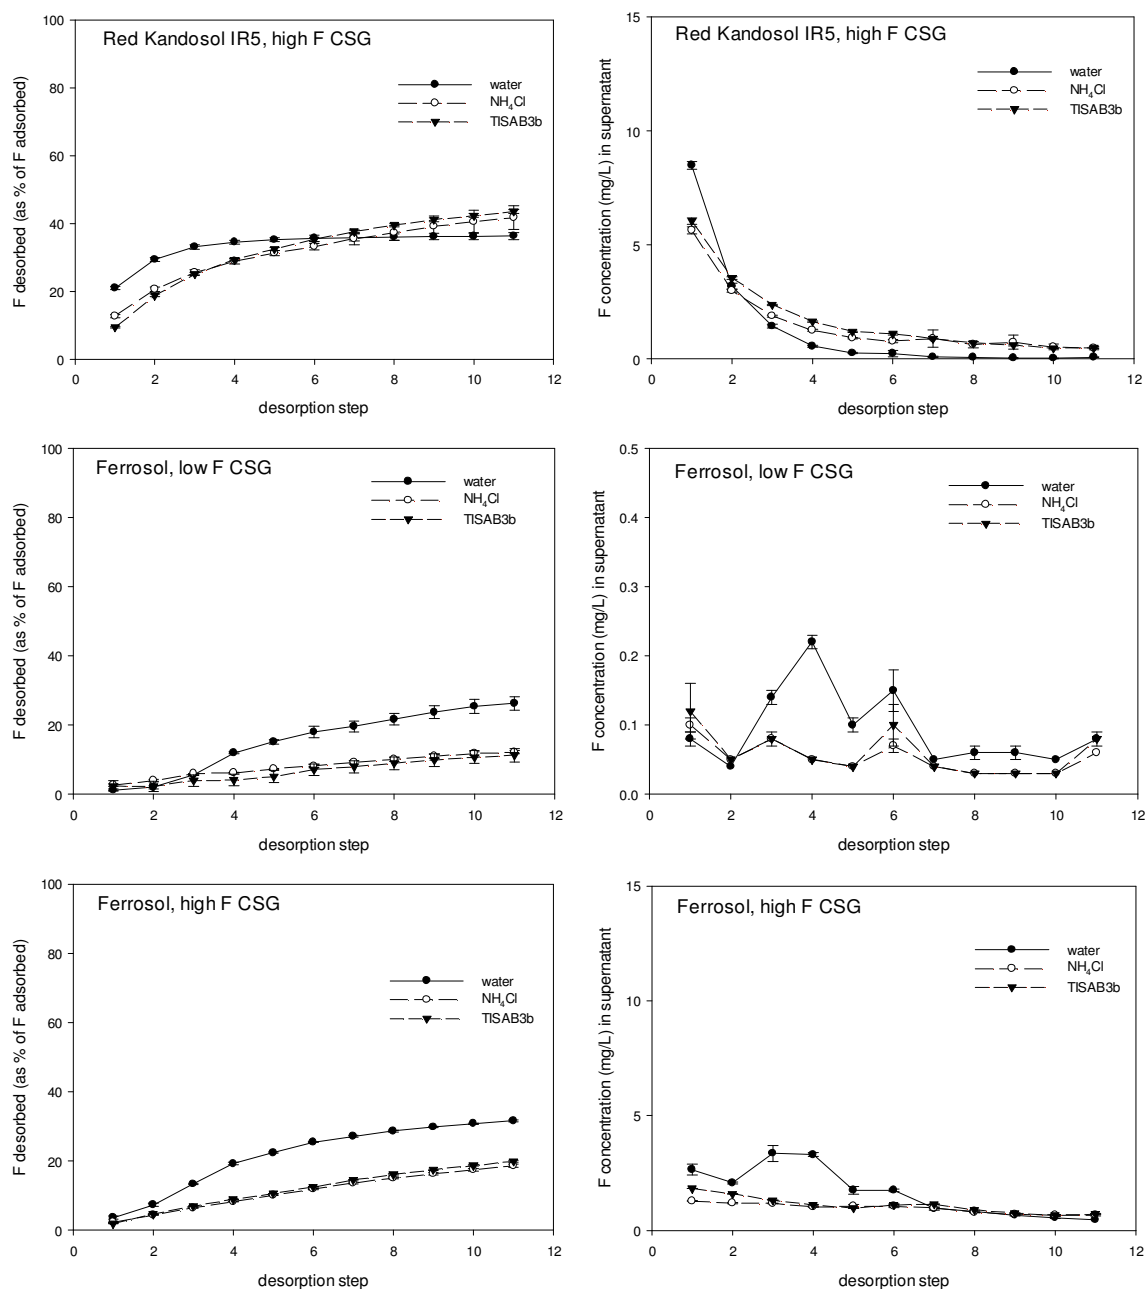 Red Kandosol IR5, high F CSG
F desorbed (as % of F adsorbed)
100
80
60
40
20
0
water
NH₄Cl
TISAB3b
0 2 4 6 8 10 12
desorption step
Red Kandosol IR5, high F CSG
F concentration (mg/L) in supernatant
15
10
5
0
water
NH₄Cl
TISAB3b
0 2 4 6 8 10 12
desorption step
Ferrosol, low F CSG
F desorbed (as % of F adsorbed)
100
80
60
40
20
0
water
NH₄Cl
TISAB3b
0 2 4 6 8 10 12
desorption step
Ferrosol, low F CSG
F concentration (mg/L) in supernatant
0.5
0.4
0.3
0.2
0.1
0.0
water
NH₄Cl
TISAB3b
0 2 4 6 8 10 12
desorption step
Ferrosol, high F CSG
F desorbed (as % of F adsorbed)
100
80
60
40
20
0
water
NH₄Cl
TISAB3b
0 2 4 6 8 10 12
desorption step
Ferrosol, high F CSG
F concentration (mg/L) in supernatant
15
10
5
0
water
NH₄Cl
TISAB3b
0 2 4 6 8 10 12
desorption step